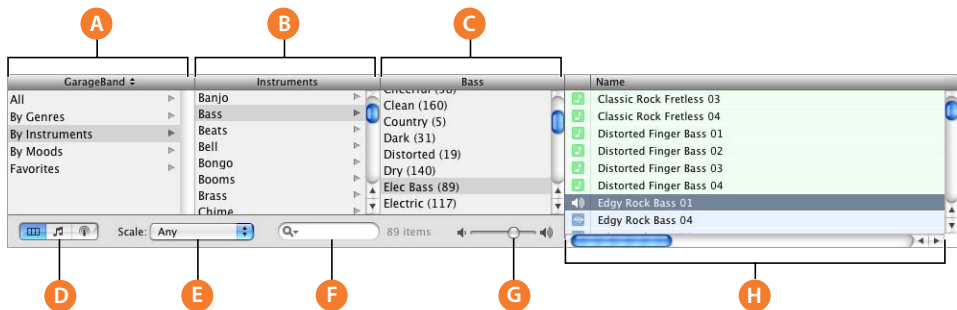 A
B
C
GarageBand
Instruments
Bass
Name
All
By Genres
By Instruments
By Moods
Favorites
Banjo
Bass
Beats
Bell
Bongo
Booms
Brass
Chime
Cheerful (58)
Clean (160)
Country (5)
Dark (31)
Distorted (19)
Dry (140)
Elec Bass (89)
Electric (117)
Classic Rock Fretless 03
Classic Rock Fretless 04
Distorted Finger Bass 01
Distorted Finger Bass 02
Distorted Finger Bass 03
Distorted Finger Bass 04
Edgy Rock Bass 01
Edgy Rock Bass 04
Scale: Any
89 items
D
E
F
G
H